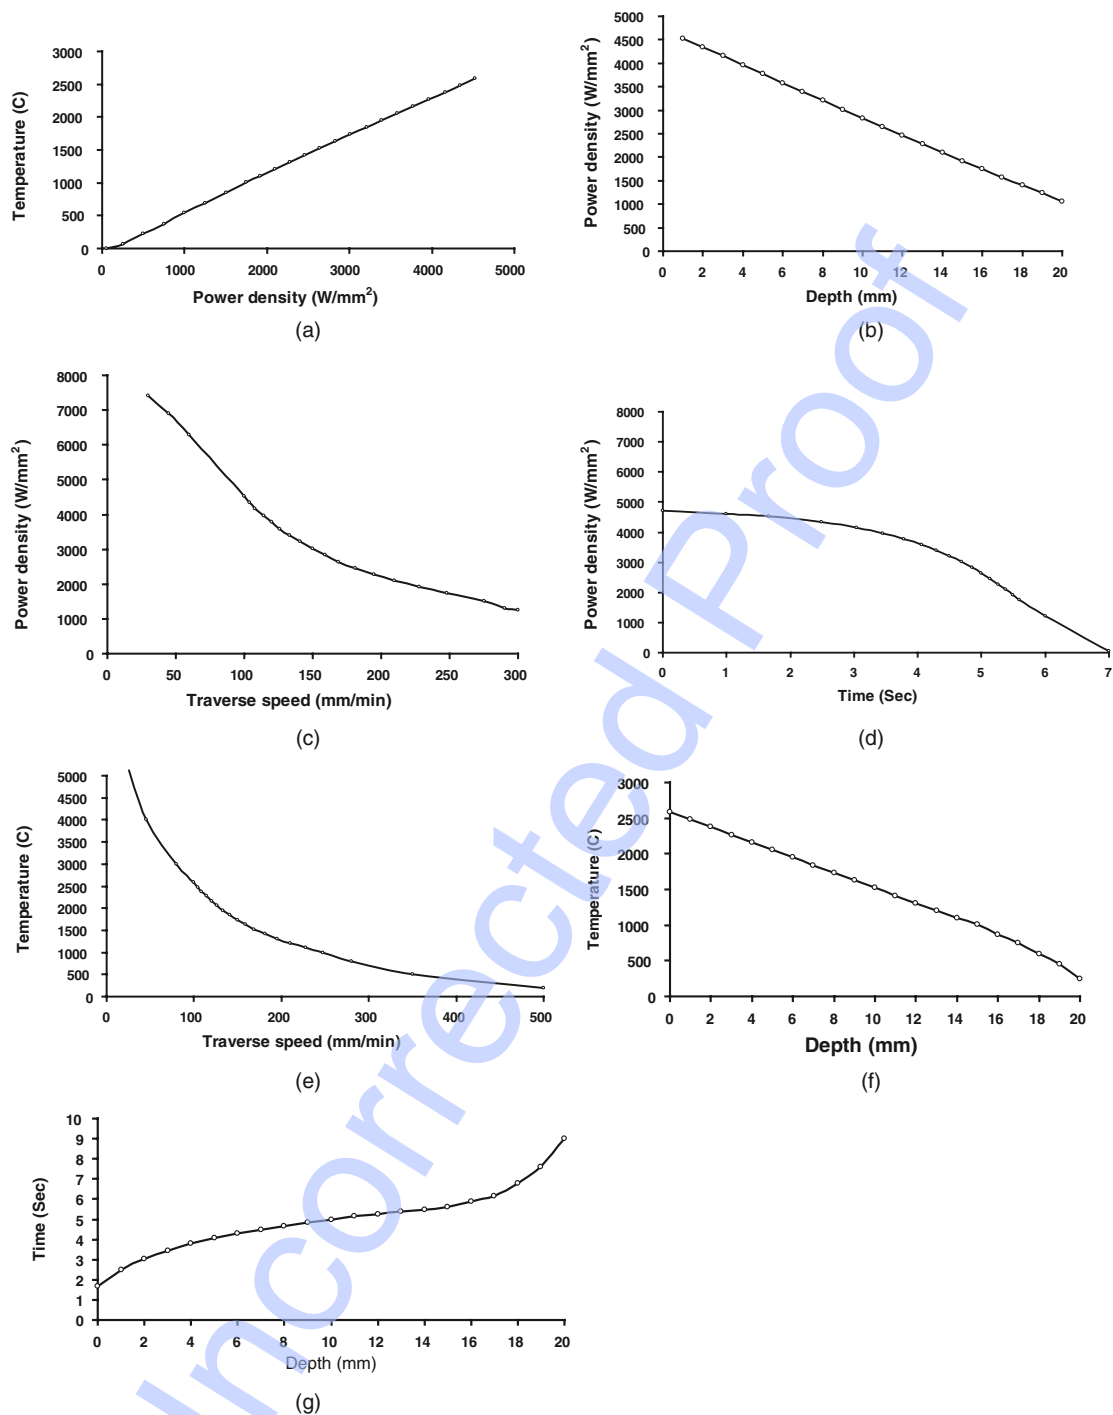 3000
2500
2000
1500
1000
500
0
Temperature (C)
0 1000 2000 3000 4000 5000
Power density (W/mm²)
(a)
5000
4500
4000
3500
3000
2500
2000
1500
1000
500
0
Power density (W/mm²)
0 2 4 6 8 10 12 14 16 18 20
Depth (mm)
(b)
8000
7000
6000
5000
4000
3000
2000
1000
0
Power density (W/mm²)
0 50 100 150 200 250 300
Traverse speed (mm/min)
(c)
8000
7000
6000
5000
4000
3000
2000
1000
0
Power density (W/mm²)
0 1 2 3 4 5 6 7
Time (Sec)
(d)
5000
4500
4000
3500
3000
2500
2000
1500
1000
500
0
Temperature (C)
0 100 200 300 400 500
Traverse speed (mm/min)
(e)
3000
2500
2000
1500
1000
500
0
Temperature (C)
0 2 4 6 8 10 12 14 16 18 20
Depth (mm)
(f)
10
9
8
7
6
5
4
3
2
1
0
Time (Sec)
0 2 4 6 8 10 12 14 16 18 20
Depth (mm)
(g)
Incorrected Proof